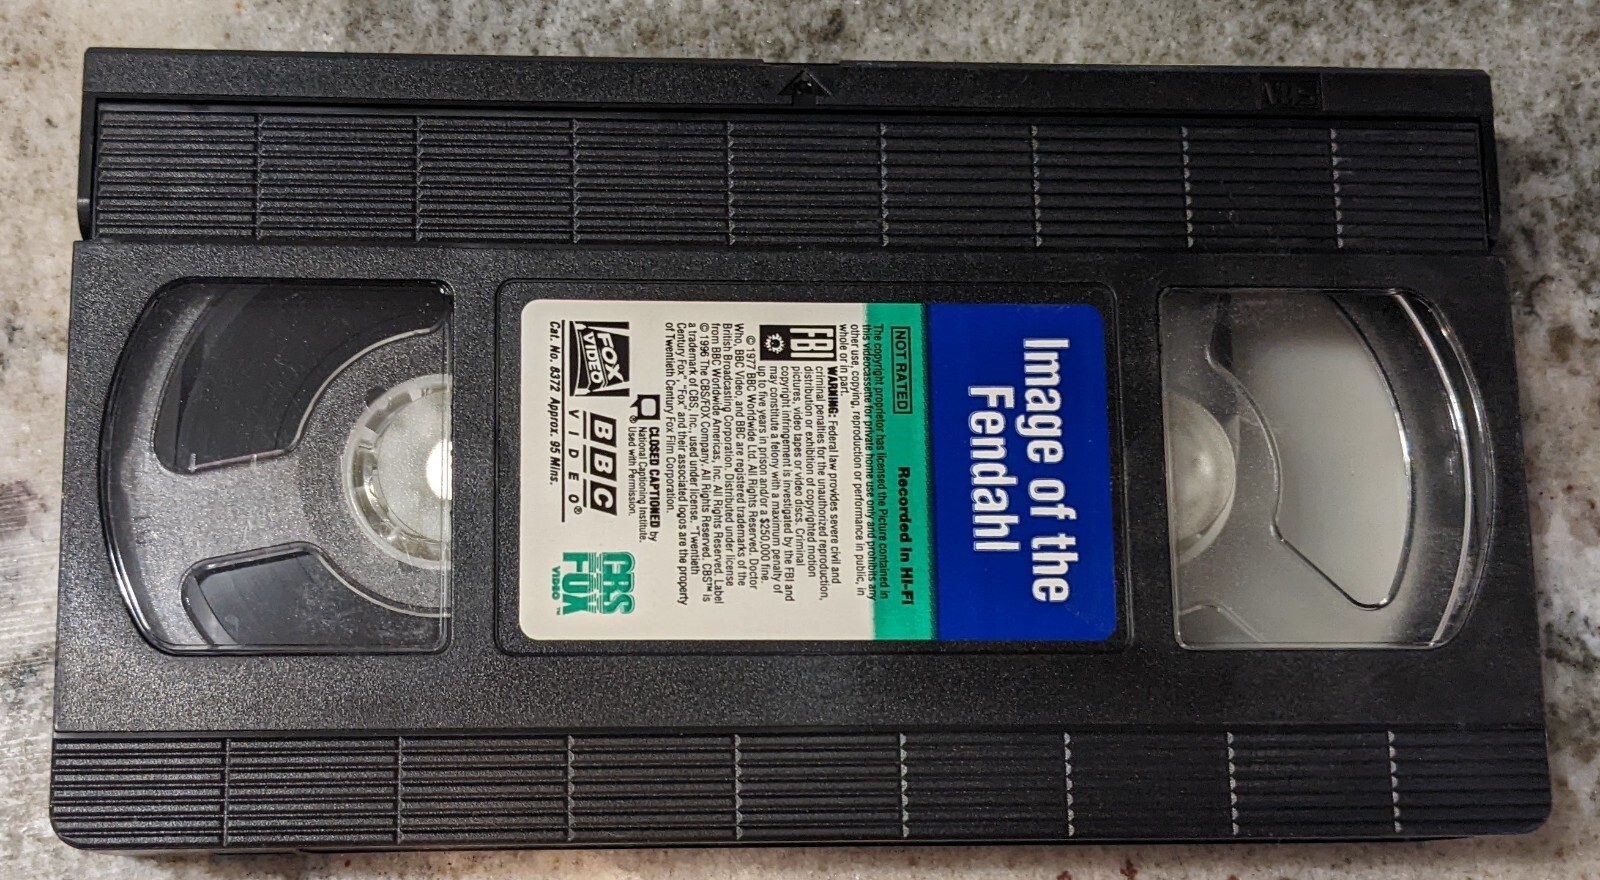 VHS
Image of the
Fendahl
NOT RATED
Recorded in HI-FI
The copyright proprietor has licensed the Picture contained in
this videocassette for private home use only and prohibits any
other use, copying, reproduction or performance in public, in
whole or in part.
FBI
WARNING: Federal law provides severe civil and
criminal penalties for the unauthorized reproduction,
distribution or exhibition of copyrighted motion
pictures, video tapes or video discs. Criminal
copyright infringement is investigated by the FBI and
may constitute a felony with a maximum penalty of
up to five years in prison and/or a $250,000 fine.
© 1977 BBC Worldwide Ltd. All Rights Reserved. Doctor
Who, BBC Video, and BBC are registered trademarks of the
British Broadcasting Corporation. Distributed under license
from BBC Worldwide Americas, Inc. All Rights Reserved. Label
© 1996 The CBS/FOX Company. All Rights Reserved. CBS™ is
a trademark of CBS, Inc., used under license. "Twentieth
Century Fox", "Fox" and their associated logos are the property
of Twentieth Century Fox Film Corporation.
CLOSED CAPTIONED by
National Captioning Institute.
® Used with Permission.
FOX
VIDEO
BBC
VIDEO®
CBS
FOX
VIDEO™
Cat. No. 8372 Approx. 95 Mins.